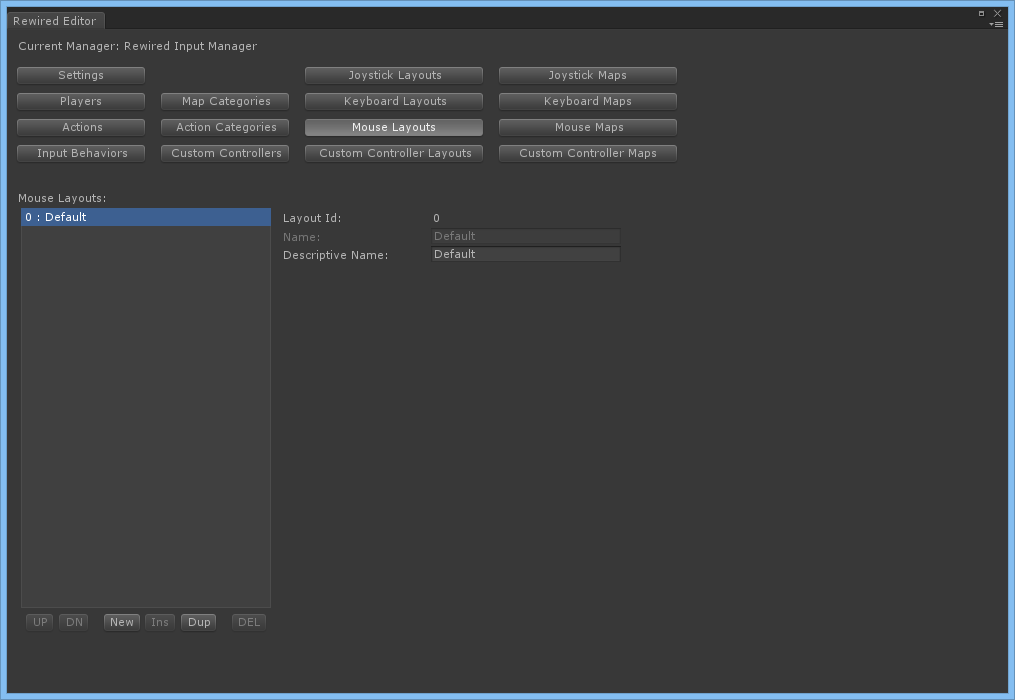 Rewired Editor
Current Manager: Rewired Input Manager
Settings Joystick Layouts Joystick Maps
Players Map Categories Keyboard Layouts Keyboard Maps
Actions Action Categories Mouse Layouts Mouse Maps
Input Behaviors Custom Controllers Custom Controller Layouts Custom Controller Maps
Mouse Layouts:
0 : Default
Layout Id: 0
Name: Default
Descriptive Name: Default
UP DN New Ins Dup DEL